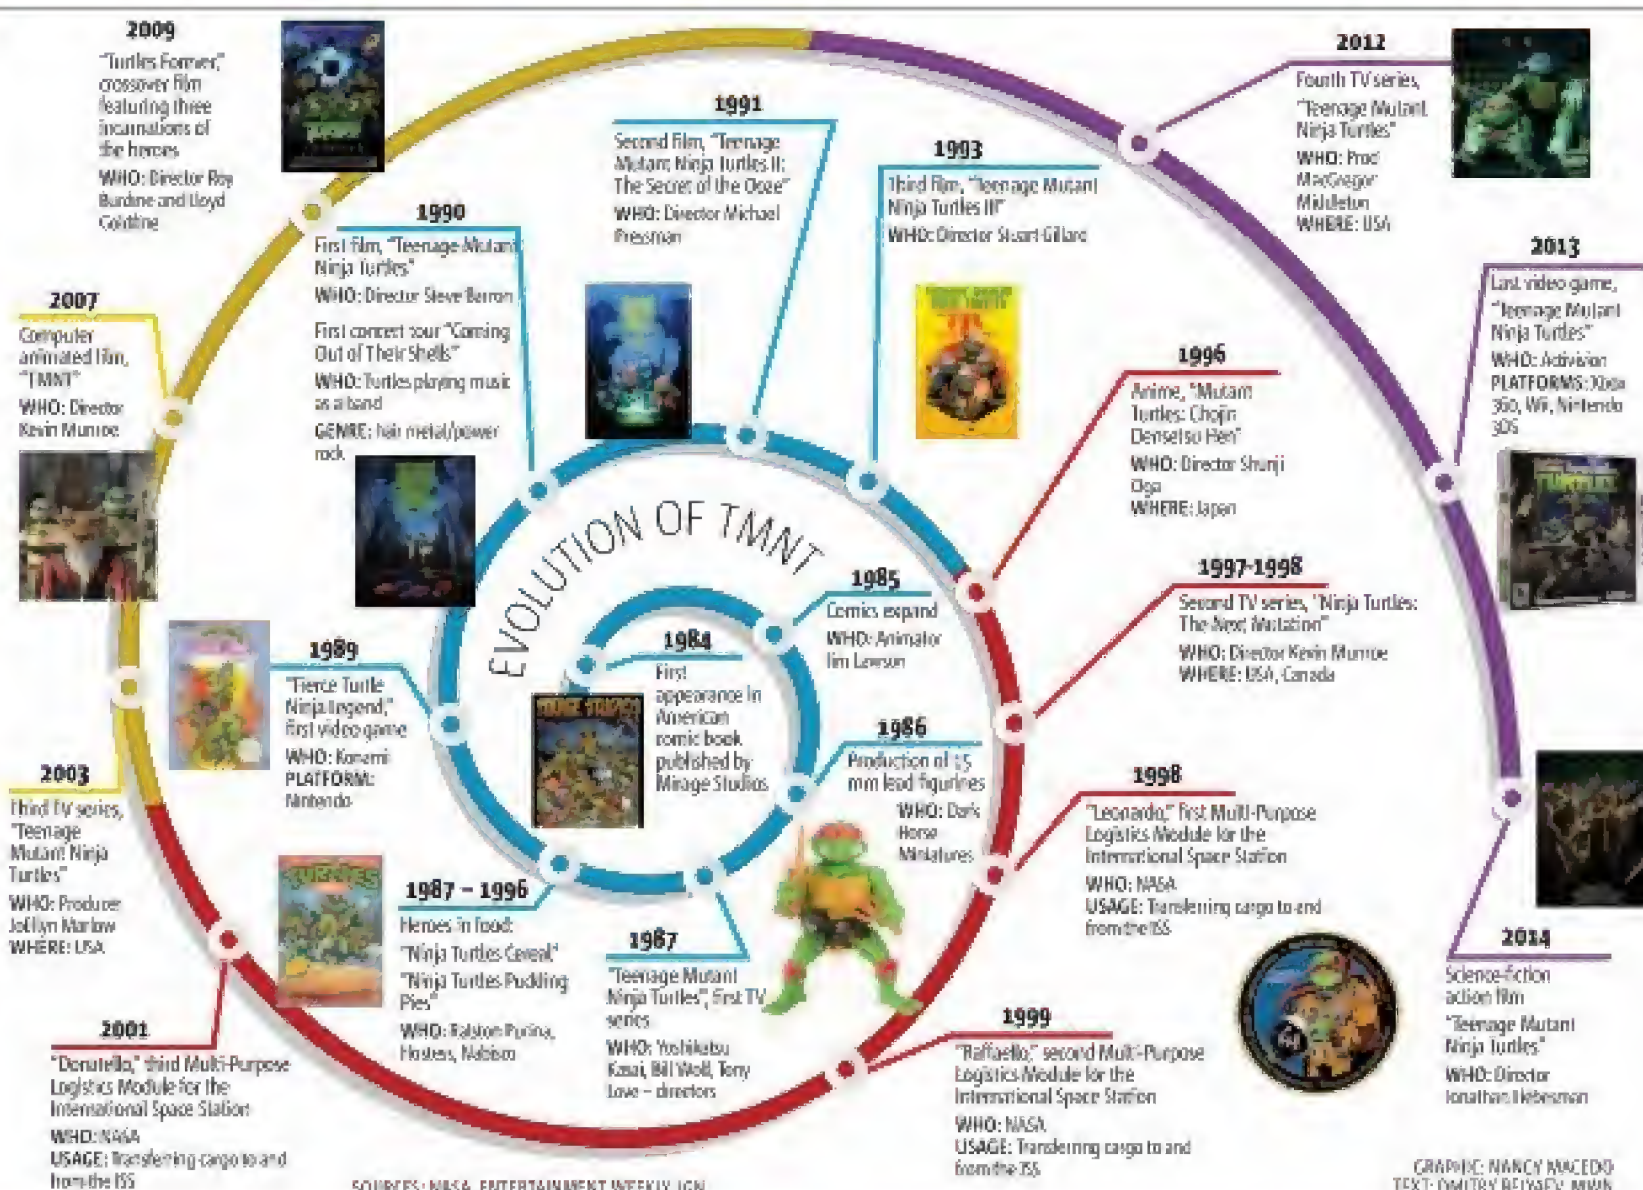 EVOLUTION OF TMNT
1984
First
appearance in
American
comic book
published by
Mirage Studios
1985
Comics expand
WHO: Animator
Jim Lawson
1986
Production of 15
mm lead figurines
WHO: Dark
Horse
Miniatures
1987
"Teenage Mutant
Ninja Turtles", first TV
series
WHO: Yoshikatsu
Kasai, Bill Wolf, Tony
Love – directors
1987 – 1996
Heroes in food:
"Ninja Turtles Cereal"
"Ninja Turtles Pudding
Pies"
WHO: Ralston Purina,
Hostess, Nabisco
TURTLES
1989
"Fierce Turtle
Ninja Legend,"
first video game
WHO: Konami
PLATFORM:
Nintendo
1990
First film, "Teenage Mutant
Ninja Turtles"
WHO: Director Steve Barron
First concert tour "Coming
Out of Their Shells"
WHO: Turtles playing music
as a band
GENRE: hair metal/power
rock
1991
Second Film, "Teenage
Mutant Ninja Turtles II:
The Secret of the Ooze"
WHO: Director Michael
Pressman
1993
Third Film, "Teenage Mutant
Ninja Turtles III"
WHO: Director Stuart Gillard
1996
Anime, "Mutant
Turtles: Chojin
Densetsu Hen"
WHO: Director Shunji
Oga
WHERE: Japan
1997-1998
Second TV series, "Ninja Turtles:
The Next Mutation"
WHO: Director Kevin Munroe
WHERE: USA, Canada
1998
"Leonardo," first Multi-Purpose
Logistics Module for the
International Space Station
WHO: NASA
USAGE: Transferring cargo to and
from the ISS
1999
"Raffaello," second Multi-Purpose
Logistics Module for the
International Space Station
WHO: NASA
USAGE: Transferring cargo to and
from the ISS
2001
"Donatello," third Multi-Purpose
Logistics Module for the
International Space Station
WHO: NASA
USAGE: Transferring cargo to and
from the ISS
2003
Third TV series,
"Teenage
Mutant Ninja
Turtles"
WHO: Producer
Marlow
WHERE: USA
2007
Computer
animated film,
"TMNT"
WHO: Director
Kevin Munroe
2009
"Turtles Forever,"
crossover film
featuring three
incarnations of
the heroes
WHO: Director Roy
Burdine and Lloyd
Goldfine
2012
Fourth TV series,
"Teenage Mutant
Ninja Turtles"
WHO: Prod
MacGregor
Middleton
WHERE: USA
2013
Last video game,
"Teenage Mutant
Ninja Turtles"
WHO: Activision
PLATFORMS: Xbox
360, Wii, Nintendo
3DS
TURTLES
2014
Science-fiction
action film
"Teenage Mutant
Ninja Turtles"
WHO: Director
Jonathan Liebesman
SOURCES: NASA, ENTERTAINMENT WEEKLY, IGN
GRAPHIC: NANCY MACEDO
TEXT: DMITRY BELYAEV, MWN